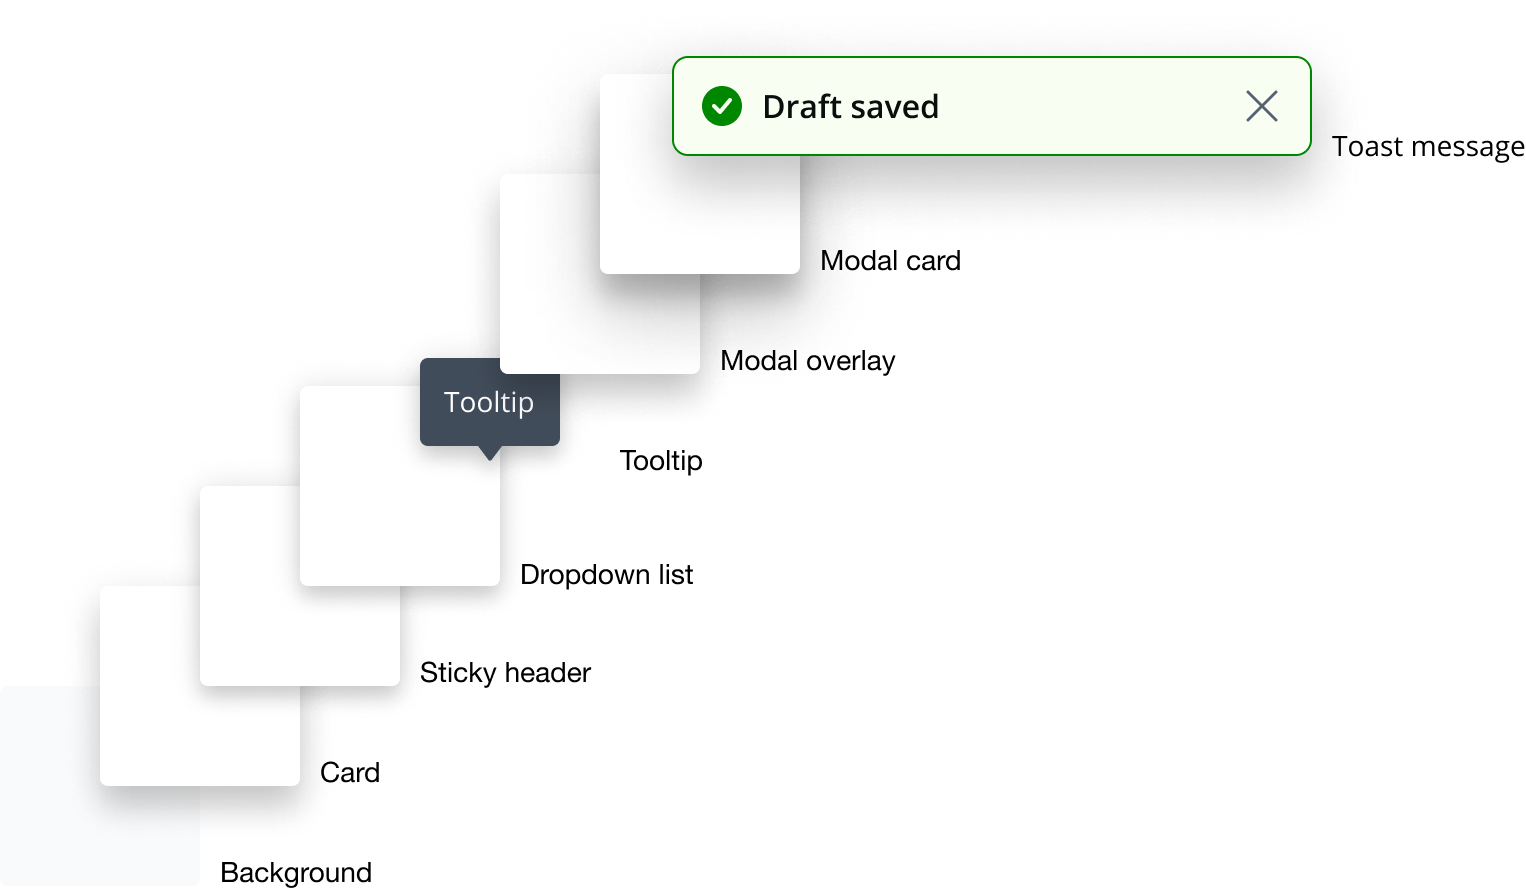 Draft saved
Toast message
Modal card
Modal overlay
Tooltip
Tooltip
Dropdown list
Sticky header
Card
Background